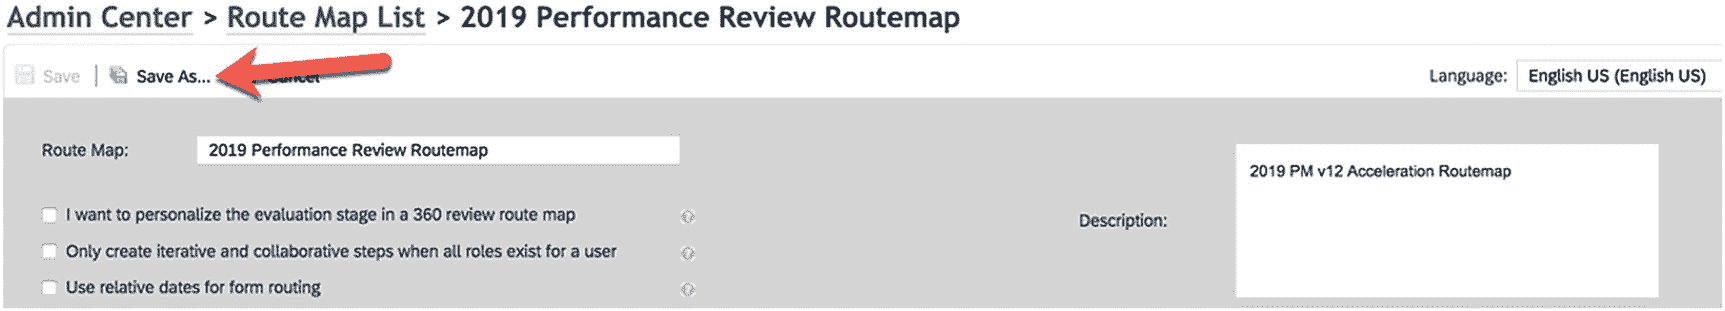 Admin Center > Route Map List > 2019 Performance Review Routemap
Save | Save As... Cancel
Language: English US (English US)
Route Map: 2019 Performance Review Routemap
2019 PM v12 Acceleration Routemap
I want to personalize the evaluation stage in a 360 review route map
Description:
Only create iterative and collaborative steps when all roles exist for a user
Use relative dates for form routing